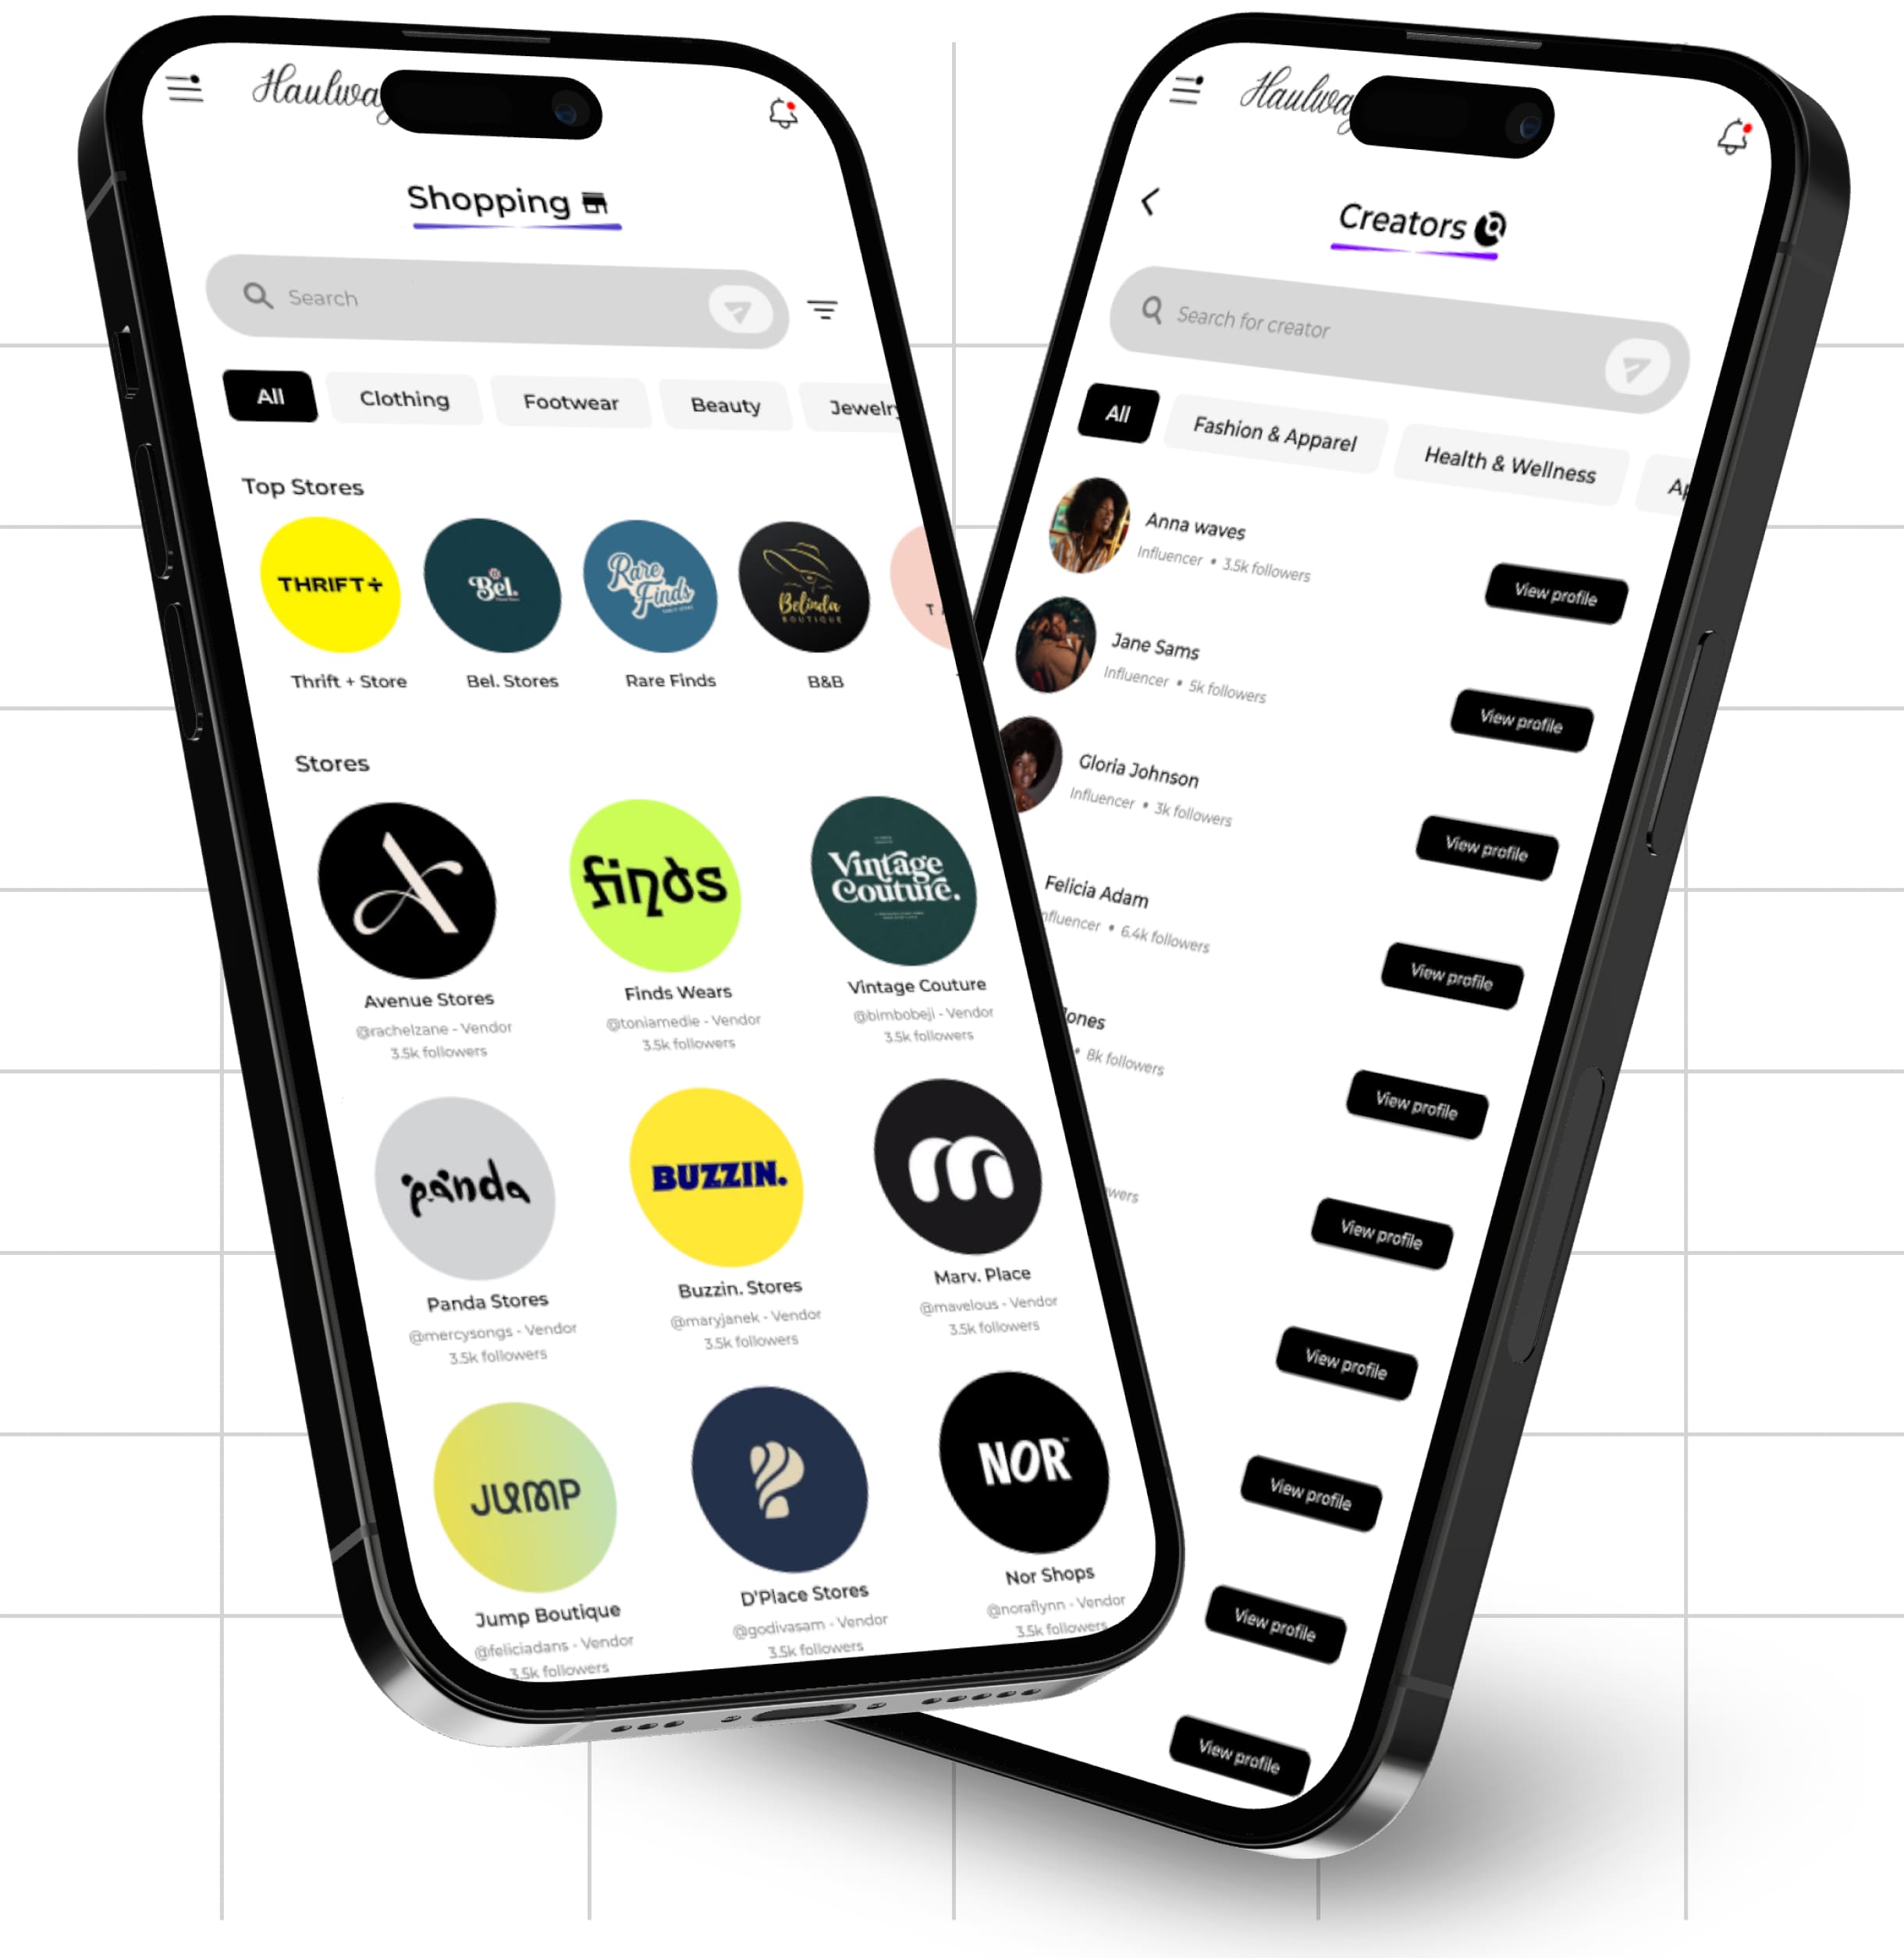 Haulway
Shopping
Search
All
Clothing
Footwear
Beauty
Jewelry
Top Stores
THRIFT+
Bel.
Rare
Finds
Belinda
BOUTIQUE
T
Thrift + Store
Bel. Stores
Rare Finds
B&B
Stores
finds
Vintage
Couture.
Avenue Stores
@rachelzane - Vendor
3.5k followers
Finds Wears
@toniamedie - Vendor
3.5k followers
Vintage Couture
@bimbobeji - Vendor
3.5k followers
panda
BUZZIN.
m
Panda Stores
@mercysongs - Vendor
3.5k followers
Buzzin. Stores
@maryjanek - Vendor
3.5k followers
Marv. Place
@mavelous - Vendor
3.5k followers
JUMP
NOR
Jump Boutique
@feliciadans - Vendor
3.5k followers
D'Place Stores
@godivasam - Vendor
3.5k followers
Nor Shops
@noraflynn - Vendor
3.5k followers
Haulway
Creators
Search for creator
All
Fashion & Apparel
Health & Wellness
Ap
Anna waves
Influencer • 3.5k followers
View profile
Jane Sams
Influencer • 5k followers
View profile
Gloria Johnson
Influencer • 3k followers
View profile
Felicia Adam
nfluencer • 6.4k followers
View profile
Jones
• 8k followers
View profile
wers
View profile
View profile
View profile
View profile
View profile